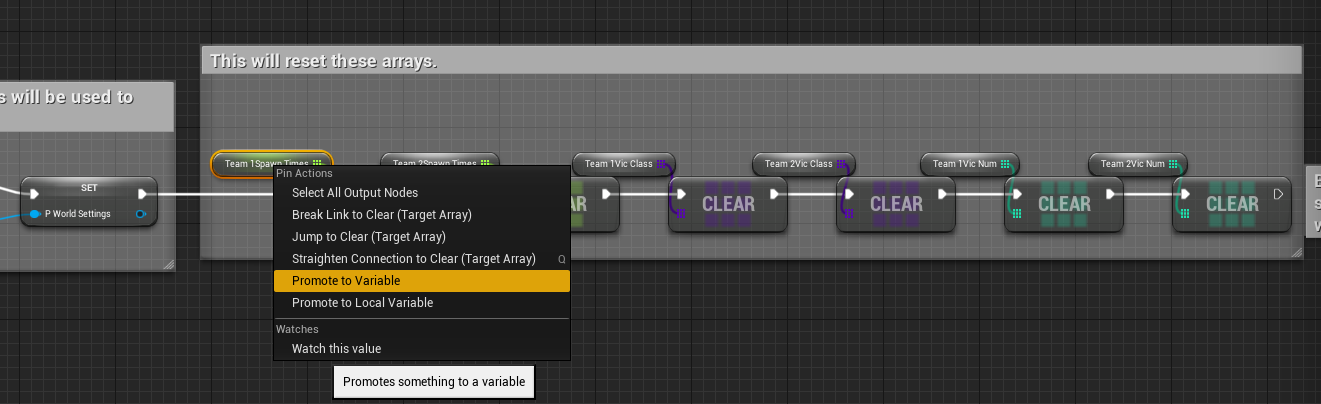 This will reset these arrays.
s will be used to
Team 1Spawn Times
Team 2Spawn Times
Team 1Vic Class
Team 2Vic Class
Team 1Vic Num
Team 2Vic Num
SET
P World Settings
CLEAR
CLEAR
CLEAR
CLEAR
Pin Actions
Select All Output Nodes
Break Link to Clear (Target Array)
Jump to Clear (Target Array)
Straighten Connection to Clear (Target Array) Q
Promote to Variable
Promote to Local Variable
Watches
Watch this value
Promotes something to a variable